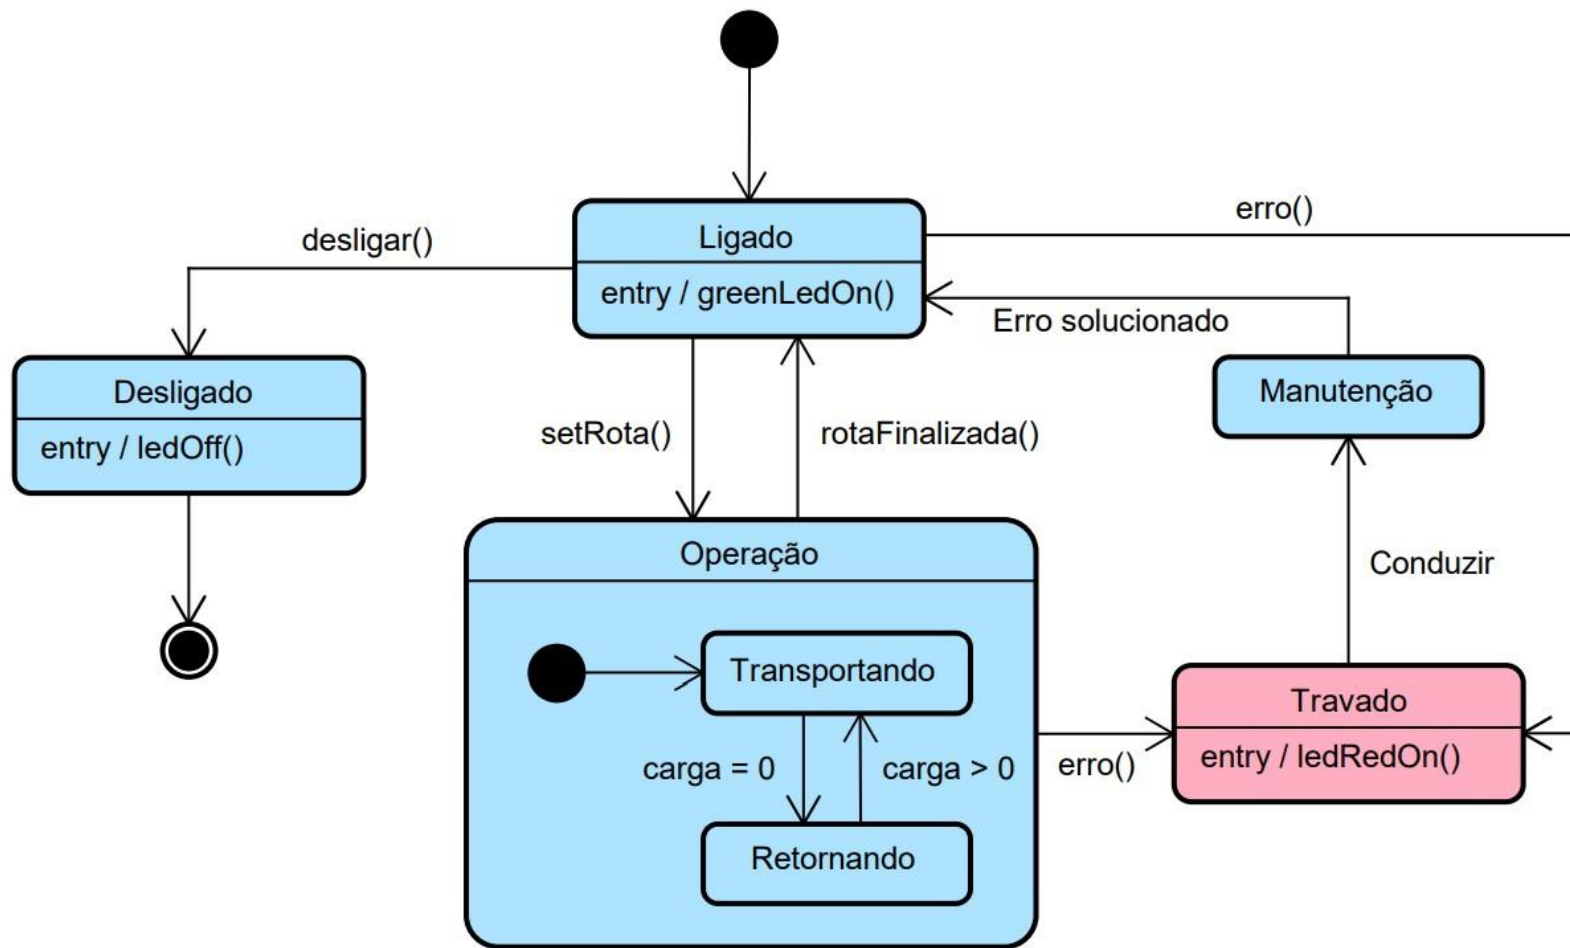 erro()
desligar()
Ligado
entry / greenLedOn()
Erro solucionado
Desligado
entry / ledOff()
Manutenção
setRota()
rotaFinalizada()
Operação
Conduzir
Transportando
Travado
entry / ledRedOn()
carga = 0
carga > 0
erro()
Retornando